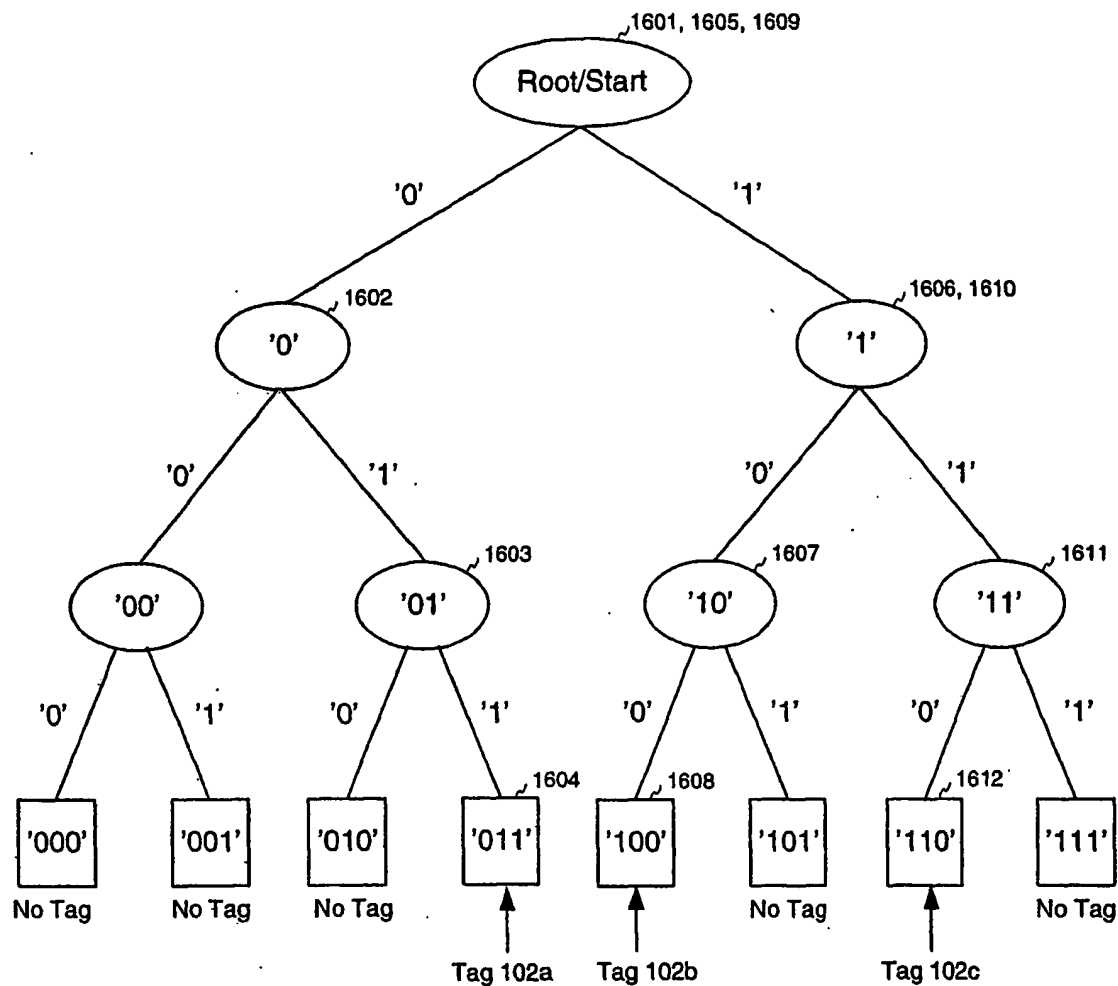 1601, 1605, 1609
Root/Start
'0' '1'
1602 1606, 1610
'0' '1'
'0' '1' '0' '1'
1603 1607 1611
'00' '01' '10' '11'
'0' '1' '0' '1' '0' '1' '0' '1'
1604 1608 1612
'000' '001' '010' '011' '100' '101' '110' '111'
No Tag No Tag No Tag No Tag No Tag
Tag 102a Tag 102b Tag 102c